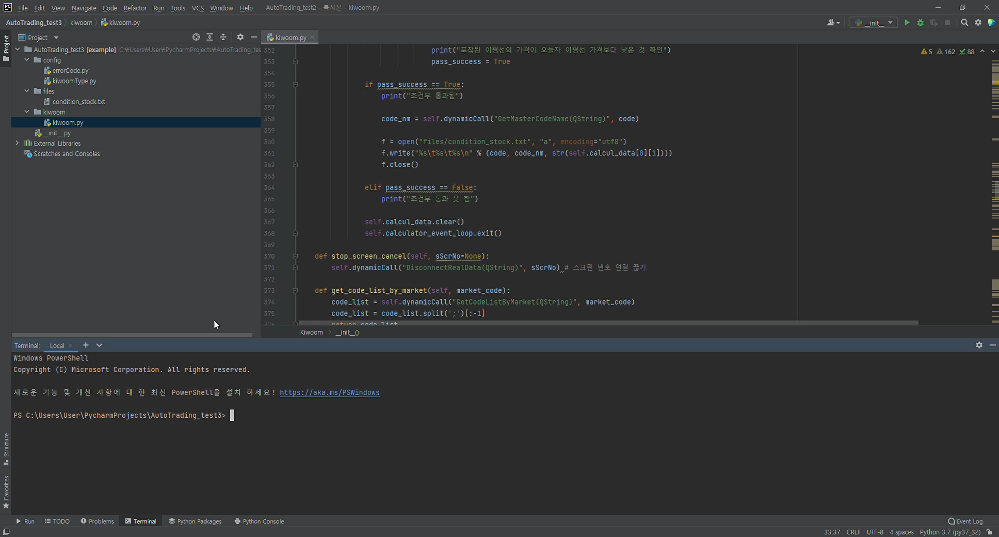 PC File Edit View Navigate Code Refactor Run Tools VCS Window Help AutoTrading_test2 - 복사본 - kiwoom.py
AutoTrading_test3 kiwoom kiwoom.py __init__
Project
Project
AutoTrading_test3 [example] C:₩Users₩User₩PycharmProjects₩AutoTrading_tes
config
errorCode.py
kiwoomType.py
files
condition_stock.txt
kiwoom
kiwoom.py
__init__.py
External Libraries
Scratches and Consoles
kiwoom.py
5 162 88
352 print("포착된 이평선의 가격이 오늘자 이평선 가격보다 낮은 것 확인")
353 pass_success = True
354
355 if pass_success == True:
356 print("조건부 통과됨")
357
358 code_nm = self.dynamicCall("GetMasterCodeName(QString)", code)
359
360 f = open("files/condition_stock.txt", "a", encoding="utf8")
361 f.write("%s\t%s\t%s\n" % (code, code_nm, str(self.calcul_data[0][1])))
362 f.close()
363
364 elif pass_success == False:
365 print("조건부 통과 못 함")
366
367 self.calcul_data.clear()
368 self.calculator_event_loop.exit()
369
370 def stop_screen_cancel(self, sScrNo=None):
371 self.dynamicCall("DisconnectRealData(QString)", sScrNo) # 스크린 번호 연결 끊기
372
373 def get_code_list_by_market(self, market_code):
374 code_list = self.dynamicCall("GetCodeListByMarket(QString)", market_code)
375 code_list = code_list.split(';')[:-1]
376 return code_list
Kiwoom __init__()
Terminal: Local
Windows PowerShell
Copyright (C) Microsoft Corporation. All rights reserved.
새로운 기능 및 개선 사항에 대 한 최신 PowerShell을 설치 하세요! https://aka.ms/PSWindows
PS C:\Users\User\PycharmProjects\AutoTrading_test3>
Structure
Favorites
Run TODO Problems Terminal Python Packages Python Console Event Log
33:37 CRLF UTF-8 4 spaces Python 3.7 (py37_32)